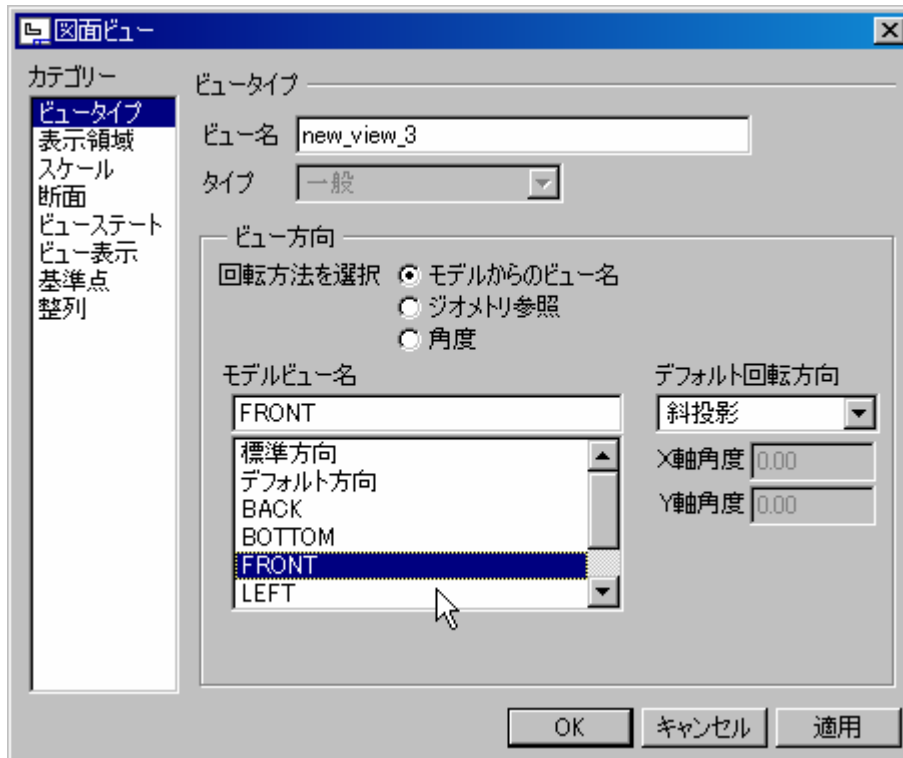 図面ビュー
カテゴリー
ビュータイプ
表示領域
スケール
断面
ビューステート
ビュー表示
基準点
整列
ビュータイプ
ビュー名 new_view_3
タイプ 一般
ビュー方向
回転方法を選択 モデルからのビュー名
ジオメトリ参照
角度
モデルビュー名
FRONT
標準方向
デフォルト方向
BACK
BOTTOM
FRONT
LEFT
デフォルト回転方向
斜投影
X軸角度 0.00
Y軸角度 0.00
OK キャンセル 適用